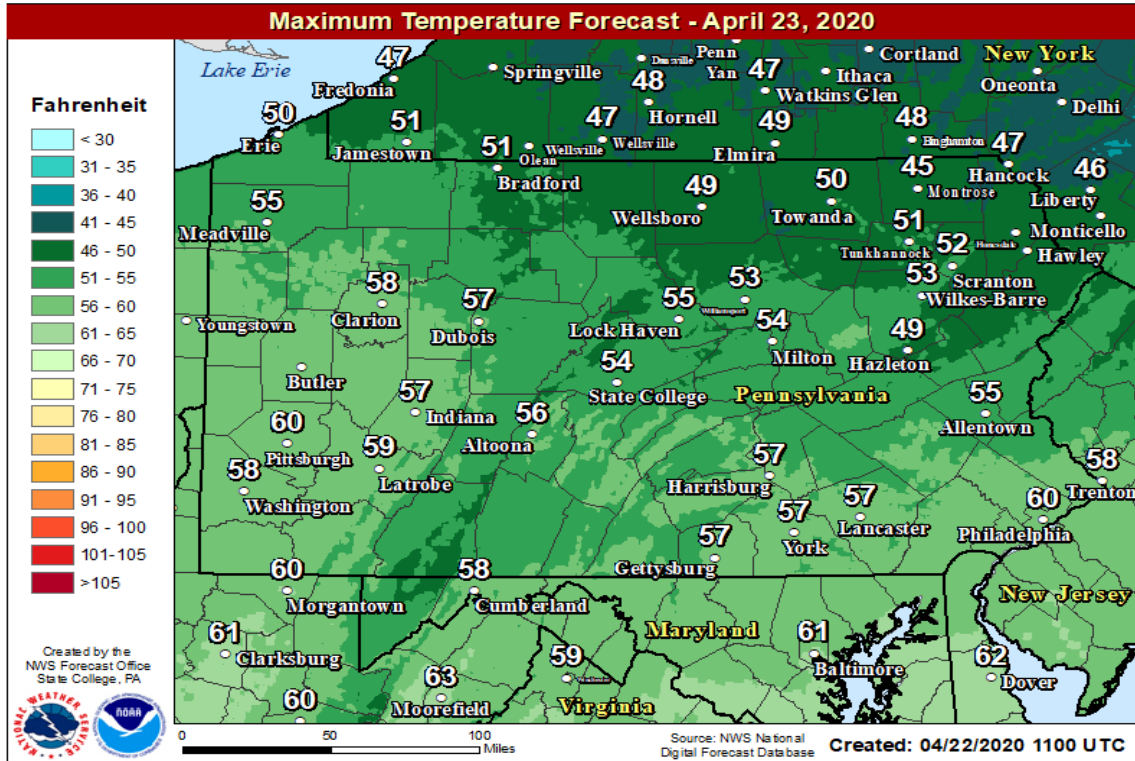 Maximum Temperature Forecast - April 23, 2020
Fahrenheit
< 30
31 - 35
36 - 40
41 - 45
46 - 50
51 - 55
56 - 60
61 - 65
66 - 70
71 - 75
76 - 80
81 - 85
86 - 90
91 - 95
96 - 100
101-105
>105
Lake Erie
47
Fredonia
Springville
Dansville
Penn
Yan
47
Watkins Glen
Ithaca
Cortland
New York
Oneonta
Delhi
50
Erie
51
Jamestown
48
Hornell
47
Wellsville
Wellsville
Olean
51
Bradford
49
Elmira
48
Binghamton
47
Hancock
46
Liberty
Monticello
55
Meadville
49
Wellsboro
50
Towanda
45
Montrose
51
Tunkhannock
52
Honesdale
Scranton
Hawley
53
Wilkes-Barre
58
Clarion
57
Dubois
55
Lock Haven
53
Williamsport
54
Milton
49
Hazleton
Youngstown
Butler
54
State College
Pennsylvania
57
Indiana
56
Altoona
55
Allentown
60
Pittsburgh
59
Latrobe
58
Washington
57
Harrisburg
58
Trenton
57
Lancaster
57
York
60
Philadelphia
57
Gettysburg
60
Morgantown
58
Cumberland
New Jersey
Maryland
61
Clarksburg
61
Baltimore
59
Winchester
62
Dover
63
Moorefield
Virginia
60
Created by the
NWS Forecast Office
State College, PA
NATIONAL WEATHER SERVICE
NOAA
0
50
100
Miles
Source: NWS National
Digital Forecast Database
Created: 04/22/2020 1100 UTC